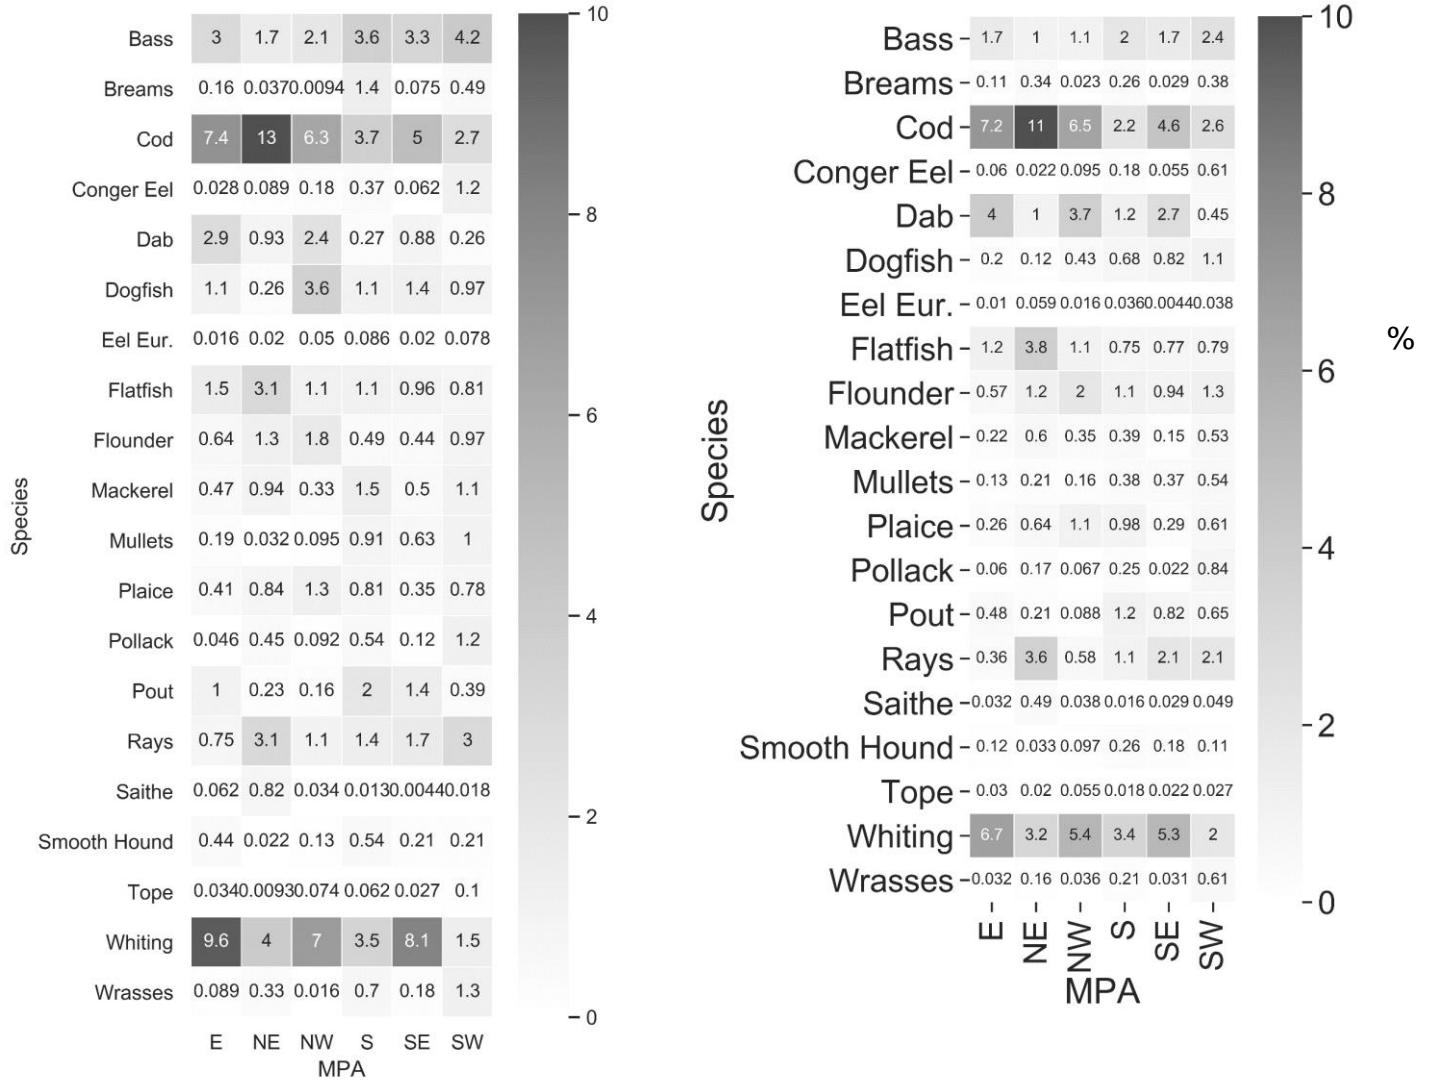 Bass 3 1.7 2.1 3.6 3.3 4.2
Breams 0.16 0.037 0.0094 1.4 0.075 0.49
Cod 7.4 13 6.3 3.7 5 2.7
Conger Eel 0.028 0.089 0.18 0.37 0.062 1.2
Dab 2.9 0.93 2.4 0.27 0.88 0.26
Dogfish 1.1 0.26 3.6 1.1 1.4 0.97
Eel Eur. 0.016 0.02 0.05 0.086 0.02 0.078
Flatfish 1.5 3.1 1.1 1.1 0.96 0.81
Flounder 0.64 1.3 1.8 0.49 0.44 0.97
Mackerel 0.47 0.94 0.33 1.5 0.5 1.1
Mullets 0.19 0.032 0.095 0.91 0.63 1
Plaice 0.41 0.84 1.3 0.81 0.35 0.78
Pollack 0.046 0.45 0.092 0.54 0.12 1.2
Pout 1 0.23 0.16 2 1.4 0.39
Rays 0.75 3.1 1.1 1.4 1.7 3
Saithe 0.062 0.82 0.034 0.013 0.0044 0.018
Smooth Hound 0.44 0.022 0.13 0.54 0.21 0.21
Tope 0.034 0.0093 0.074 0.062 0.027 0.1
Whiting 9.6 4 7 3.5 8.1 1.5
Wrasses 0.089 0.33 0.016 0.7 0.18 1.3
E NE NW S SE SW
MPA
Species
10
8
6
4
2
0
Bass 1.7 1 1.1 2 1.7 2.4
Breams 0.11 0.34 0.023 0.26 0.029 0.38
Cod 7.2 11 6.5 2.2 4.6 2.6
Conger Eel 0.06 0.022 0.095 0.18 0.055 0.61
Dab 4 1 3.7 1.2 2.7 0.45
Dogfish 0.2 0.12 0.43 0.68 0.82 1.1
Eel Eur. 0.01 0.059 0.016 0.036 0.0044 0.038
Flatfish 1.2 3.8 1.1 0.75 0.77 0.79
Flounder 0.57 1.2 2 1.1 0.94 1.3
Mackerel 0.22 0.6 0.35 0.39 0.15 0.53
Mullets 0.13 0.21 0.16 0.38 0.37 0.54
Plaice 0.26 0.64 1.1 0.98 0.29 0.61
Pollack 0.06 0.17 0.067 0.25 0.022 0.84
Pout 0.48 0.21 0.088 1.2 0.82 0.65
Rays 0.36 3.6 0.58 1.1 2.1 2.1
Saithe 0.032 0.49 0.038 0.016 0.029 0.049
Smooth Hound 0.12 0.033 0.097 0.26 0.18 0.11
Tope 0.03 0.02 0.055 0.018 0.022 0.027
Whiting 6.7 3.2 5.4 3.4 5.3 2
Wrasses 0.032 0.16 0.036 0.21 0.031 0.61
E NE NW S SE SW
MPA
Species
10
8
6
4
2
0
%